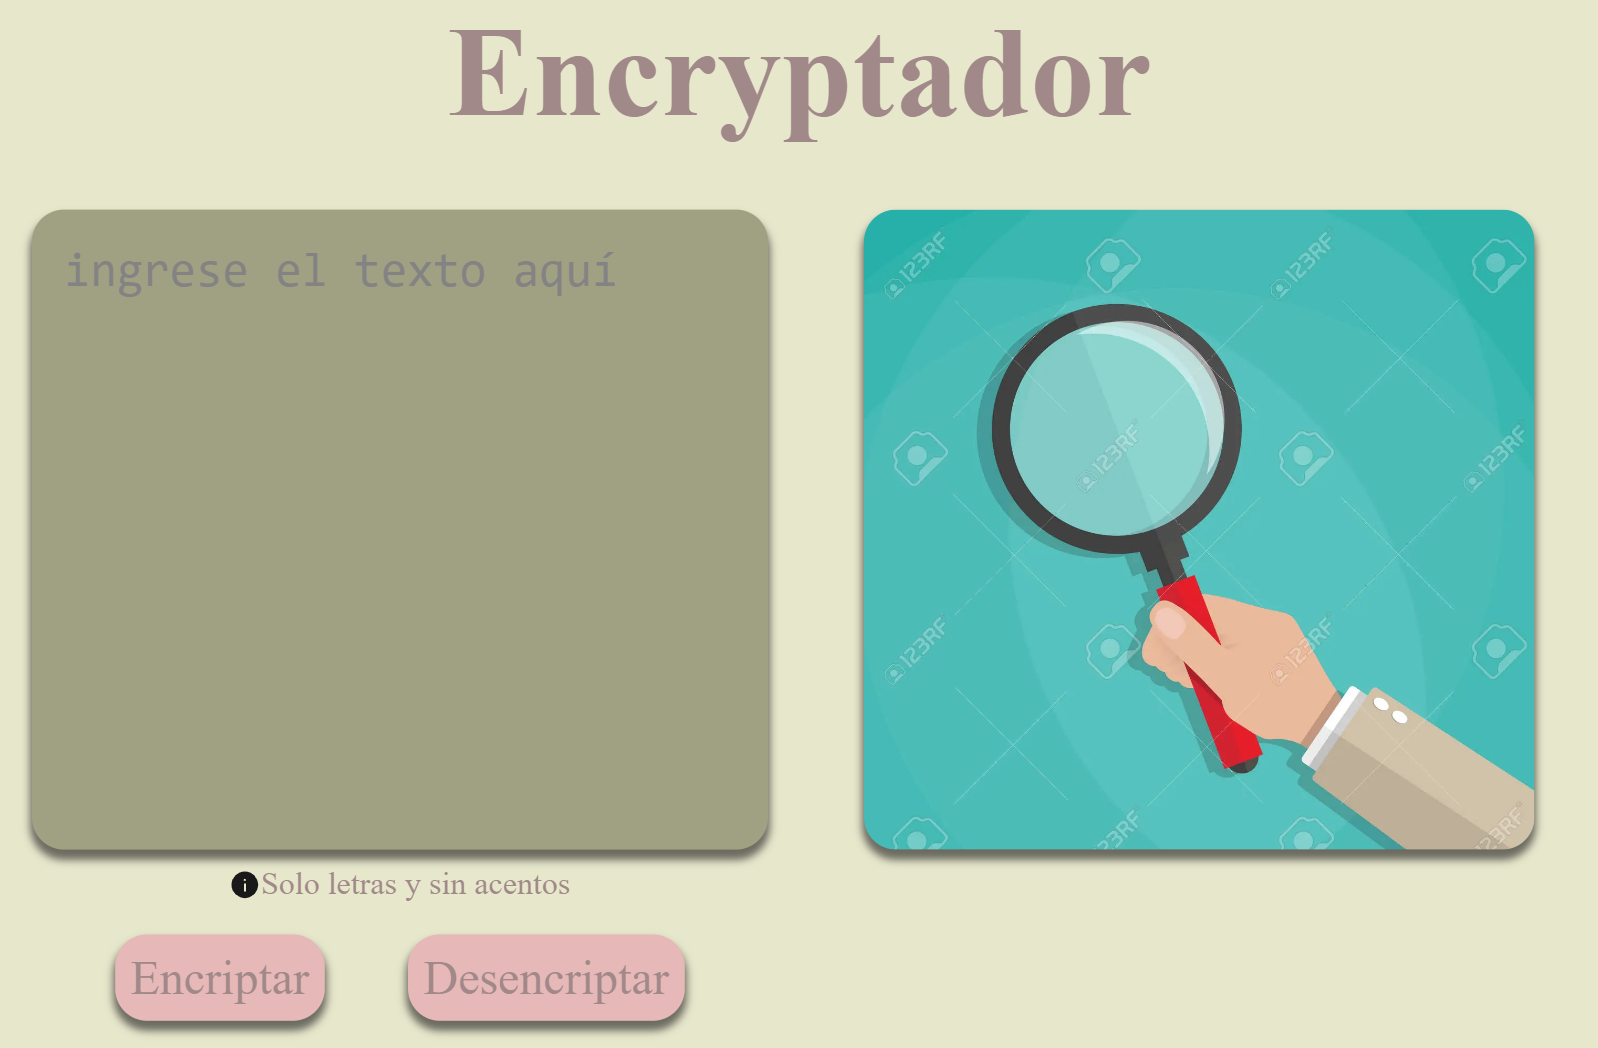 Encryptador
ingrese el texto aquí
123RF
123RF
123RF
123RF
123RF
123RF
123RF
123RF
Solo letras y sin acentos
Encriptar
Desencriptar